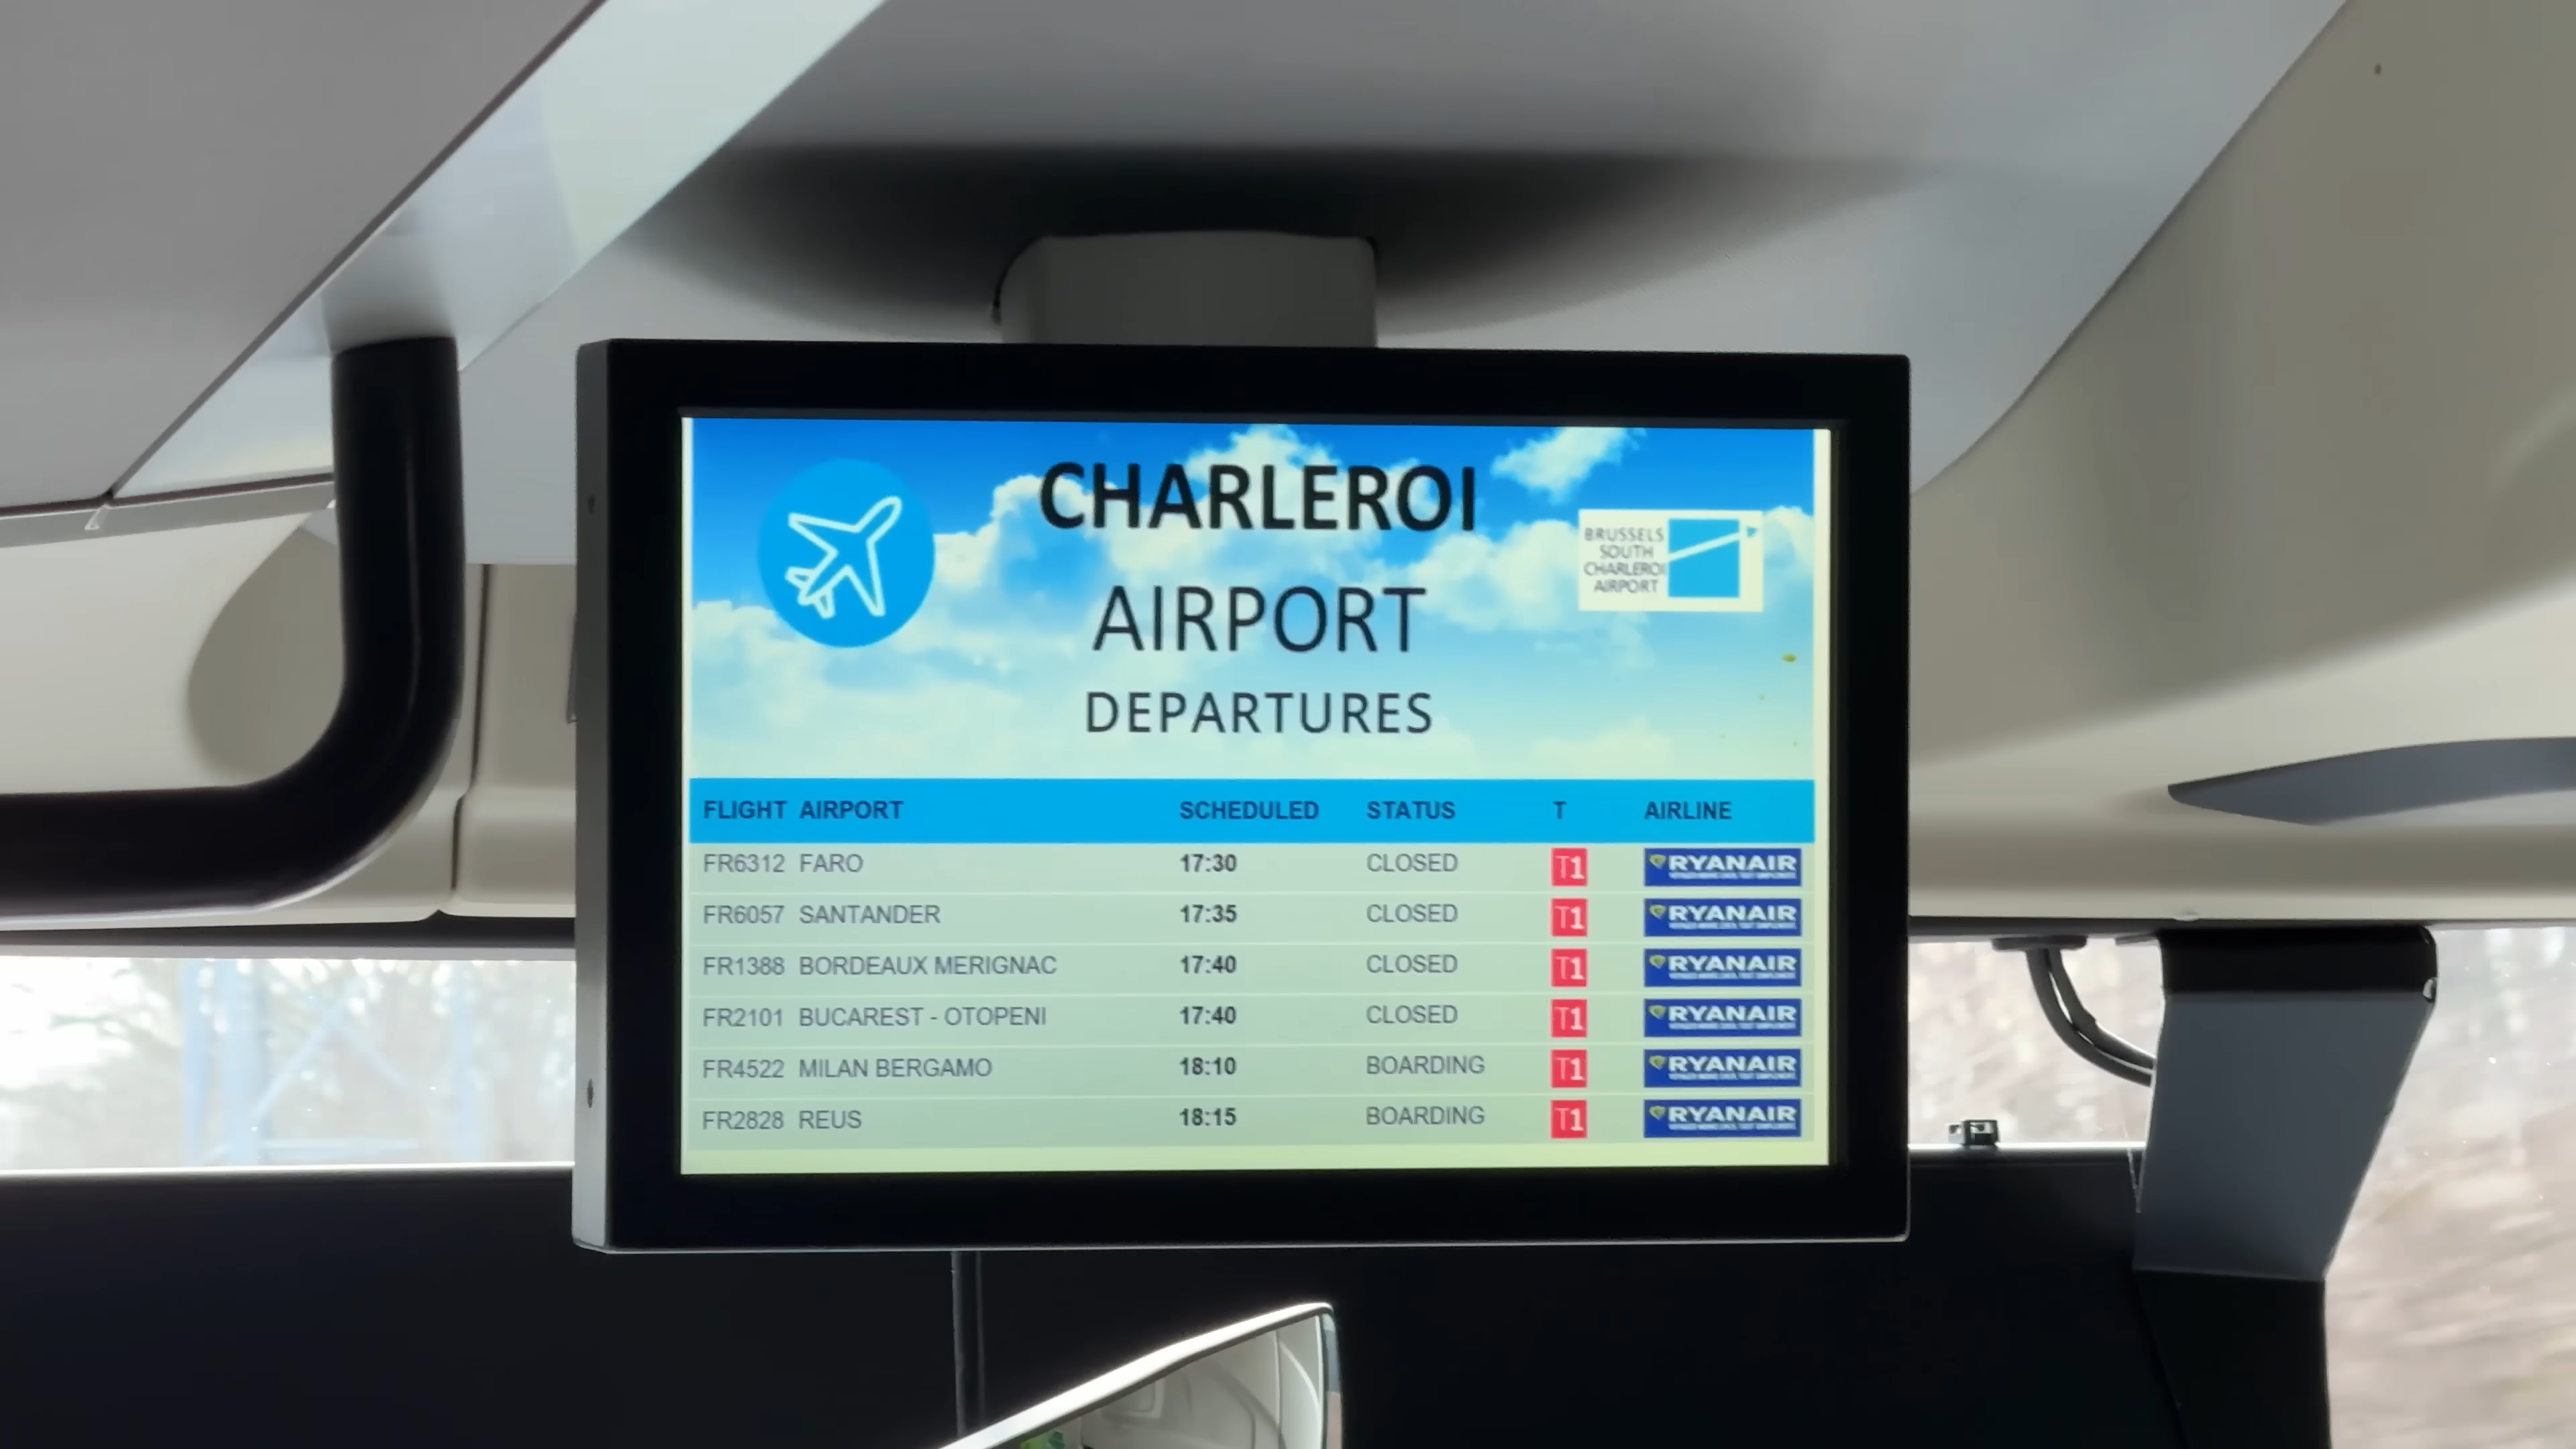 CHARLEROI
AIRPORT
DEPARTURES
BRUSSELS
SOUTH
CHARLEROI
AIRPORT
FLIGHT AIRPORT SCHEDULED STATUS T AIRLINE
FR6312 FARO 17:30 CLOSED T1 RYANAIR
FR6057 SANTANDER 17:35 CLOSED T1 RYANAIR
FR1388 BORDEAUX MERIGNAC 17:40 CLOSED T1 RYANAIR
FR2101 BUCAREST - OTOPENI 17:40 CLOSED T1 RYANAIR
FR4522 MILAN BERGAMO 18:10 BOARDING T1 RYANAIR
FR2828 REUS 18:15 BOARDING T1 RYANAIR